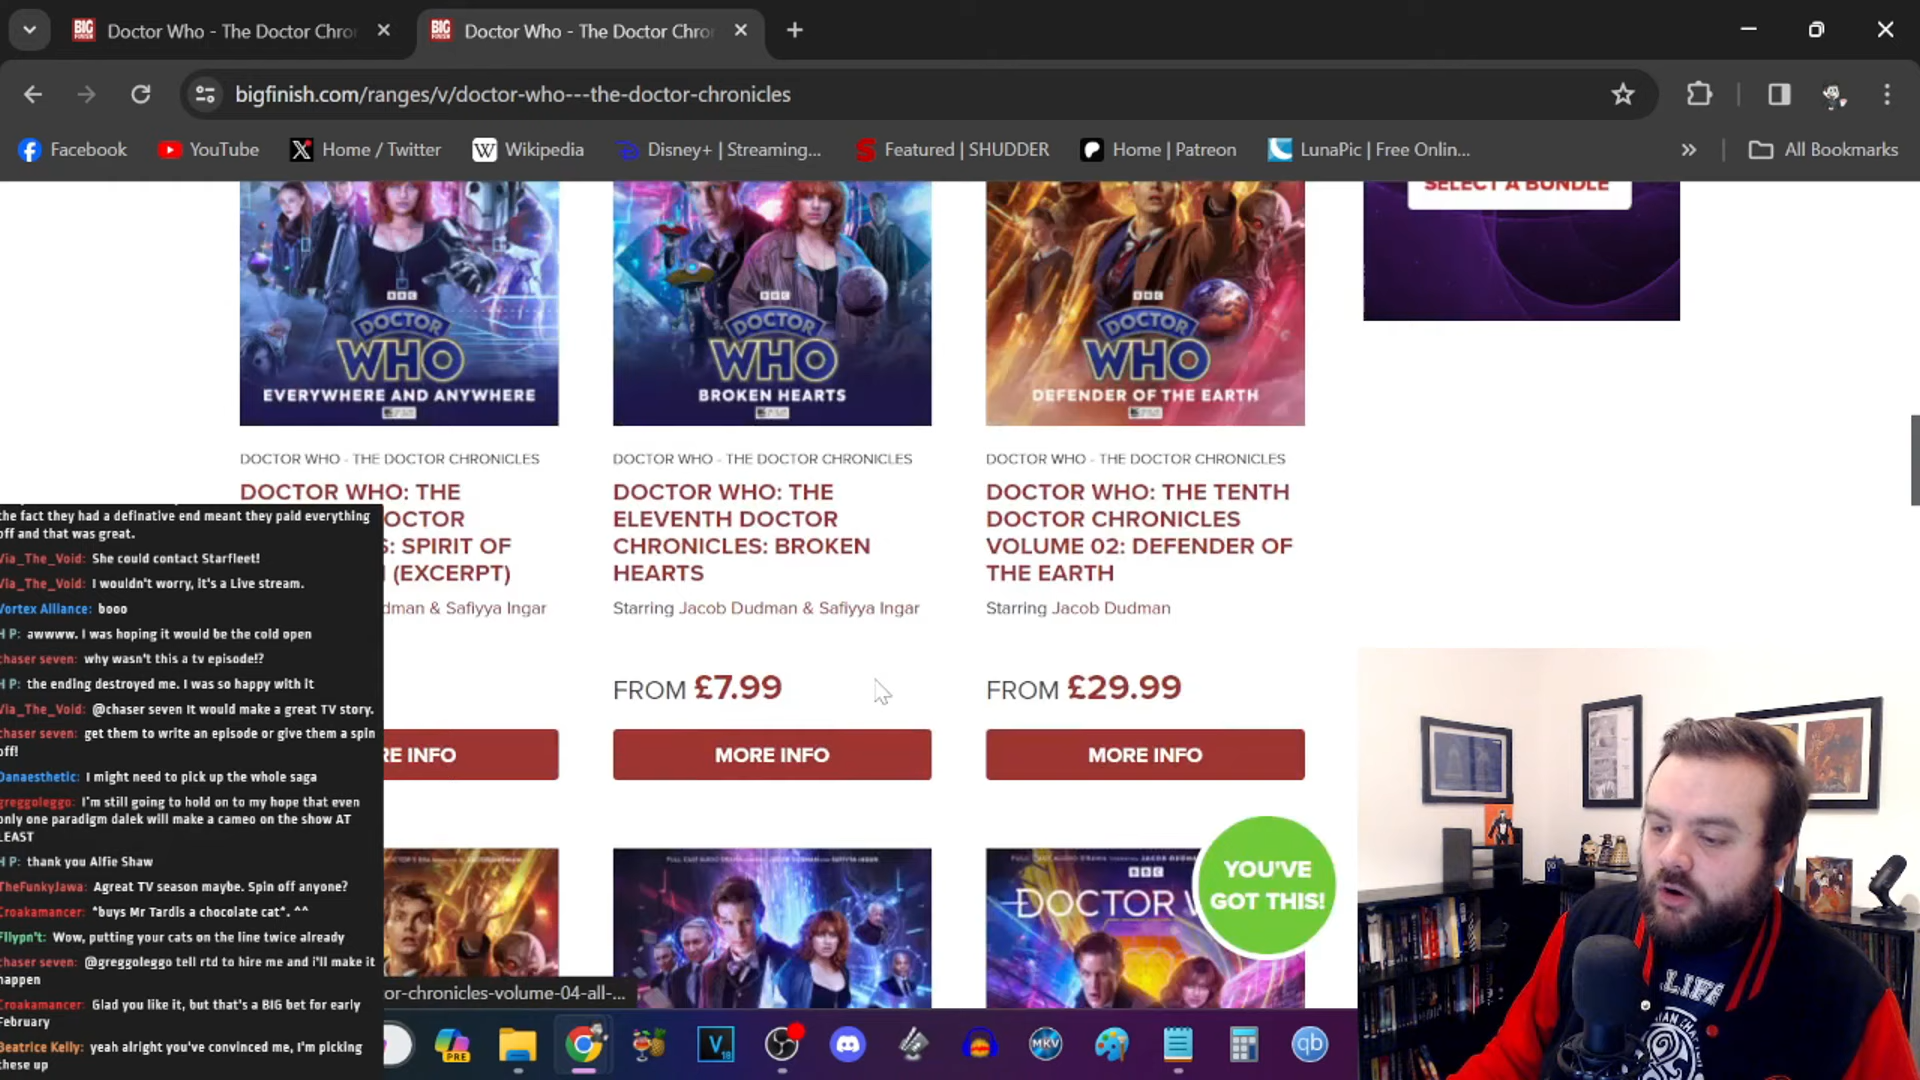 Doctor Who - The Doctor Chro
Doctor Who - The Doctor Chro
bigfinish.com/ranges/v/doctor-who---the-doctor-chronicles
Facebook
YouTube
Home / Twitter
Wikipedia
Disney+ | Streaming...
Featured | SHUDDER
Home | Patreon
LunaPic | Free Onlin...
All Bookmarks
SELECT A BUNDLE
BBC
DOCTOR
WHO
EVERYWHERE AND ANYWHERE
BBC
DOCTOR
WHO
BROKEN HEARTS
BBC
DOCTOR
WHO
DEFENDER OF THE EARTH
DOCTOR WHO - THE DOCTOR CHRONICLES
DOCTOR WHO: THE
OCTOR
S: SPIRIT OF
(EXCERPT)
dman & Safiyya Ingar
RE INFO
DOCTOR WHO - THE DOCTOR CHRONICLES
DOCTOR WHO: THE
ELEVENTH DOCTOR
CHRONICLES: BROKEN
HEARTS
Starring Jacob Dudman & Safiyya Ingar
FROM £7.99
MORE INFO
DOCTOR WHO - THE DOCTOR CHRONICLES
DOCTOR WHO: THE TENTH
DOCTOR CHRONICLES
VOLUME 02: DEFENDER OF
THE EARTH
Starring Jacob Dudman
FROM £29.99
MORE INFO
the fact they had a definative end meant they paid everything
off and that was great.
Via_The_Void: She could contact Starfleet!
Via_The_Void: I wouldn't worry, it's a Live stream.
Vortex Alliance: booo
H P: awwww. I was hoping it would be the cold open
chaser seven: why wasn't this a tv episode!?
H P: the ending destroyed me. I was so happy with it
Via_The_Void: @chaser seven It would make a great TV story.
chaser seven: get them to write an episode or give them a spin
off!
Danaesthetic: I might need to pick up the whole saga
greggoleggo: I'm still going to hold on to my hope that even
only one paradigm dalek will make a cameo on the show AT
LEAST
H P: thank you Alfie Shaw
TheFunkyJawa: Agreat TV season maybe. Spin off anyone?
Croakamancer: *buys Mr Tardis a chocolate cat*. ^^
Fllypn't: Wow, putting your cats on the line twice already
chaser seven: @greggoleggo tell rtd to hire me and i'll make it
happen
Croakamancer: Glad you like it, but that's a BIG bet for early
February
Beatrice Kelly: yeah alright you've convinced me, I'm picking
these up
BBC
DOCTOR W
YOU'VE
GOT THIS!
or-chronicles-volume-04-all-...
PRE
V
18
MKV
qb